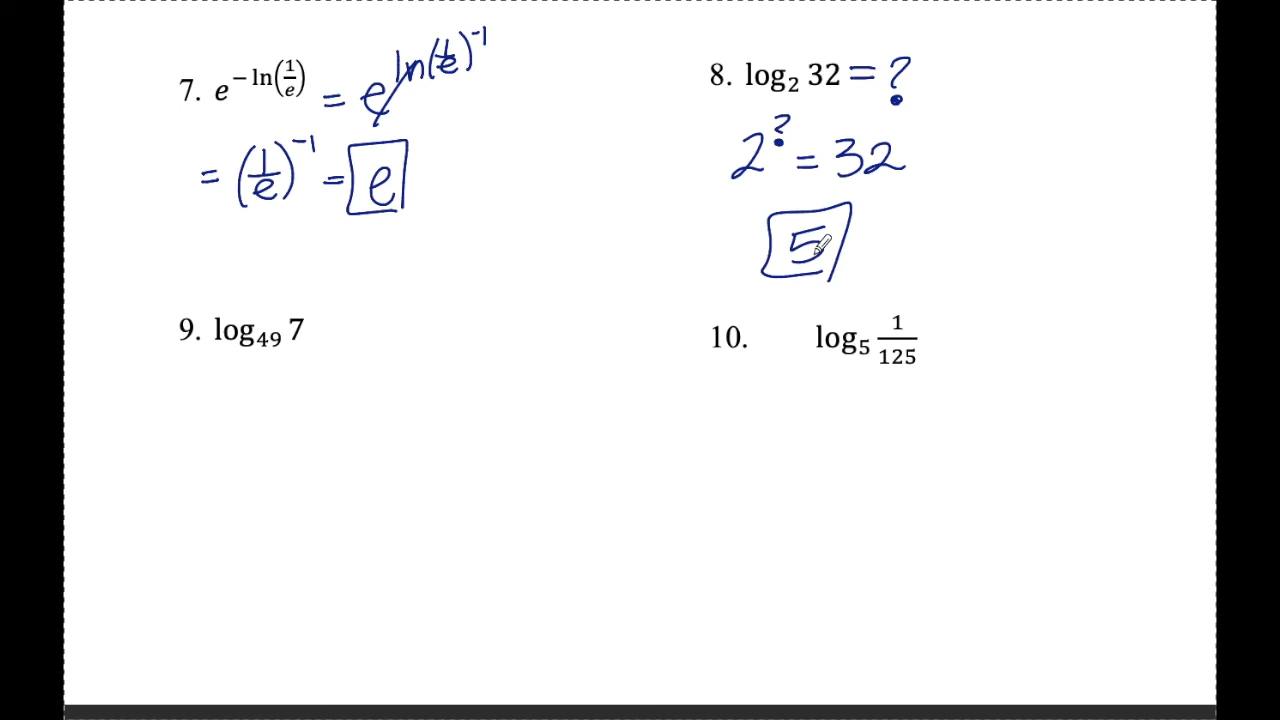 7. e^{-ln(1/e)} = e^{ln(1/e)^{-1}}
= (1/e)^{-1} = e
8. log₂ 32 = ?
2^? = 32
5
9. log₄₉ 7
10. log₅ 1/125